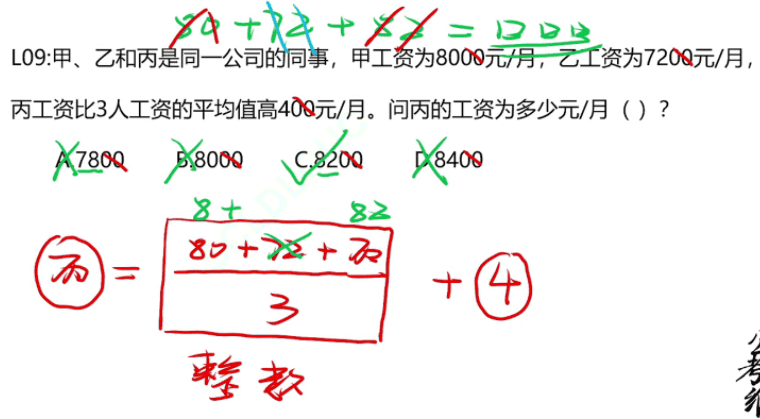 80+72+82=口口口
L09:甲、乙和丙是同一公司的同事，甲工资为8000元/月，乙工资为7200元/月，
丙工资比3人工资的平均值高400元/月。问丙的工资为多少元/月（ ）？
A.7800 B.8000 C.8200 D.8400
8+ 82
80+72+丙
丙= +4
3
整数